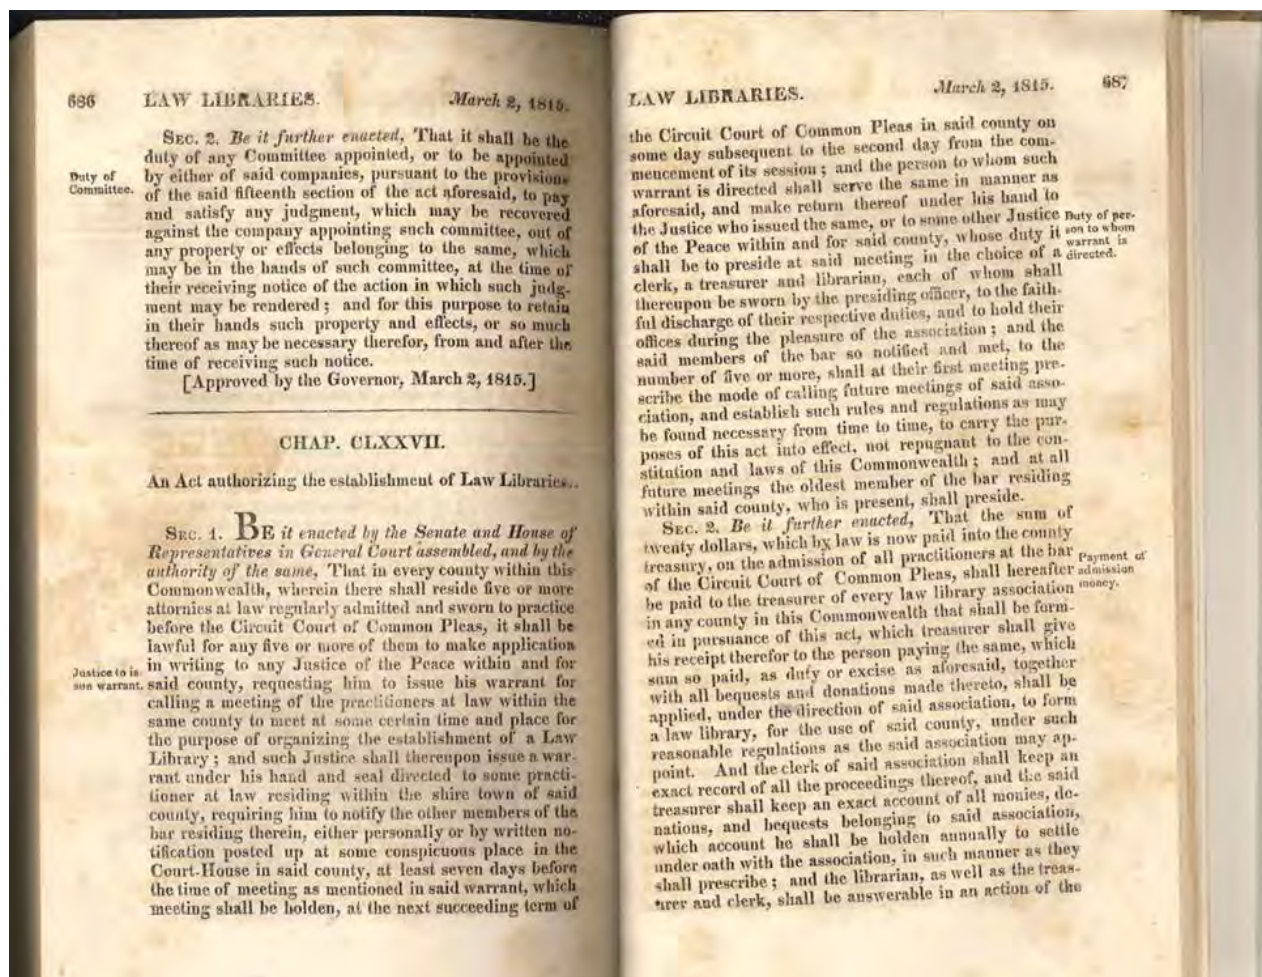 686 LAW LIBRARIES. March 2, 1815.
SEC. 2. Be it further enacted, That it shall be the
duty of any Committee appointed, or to be appointed
Duty of
Committee.
by either of said companies, pursuant to the provisions
of the said fifteenth section of the act aforesaid, to pay
and satisfy any judgment, which may be recovered
against the company appointing such committee, out of
any property or effects belonging to the same, which
may be in the hands of such committee, at the time of
their receiving notice of the action in which such judg-
ment may be rendered; and for this purpose to retain
in their hands such property and effects, or so much
thereof as may be necessary therefor, from and after the
time of receiving such notice.
[Approved by the Governor, March 2, 1815.]
CHAP. CLXXVII.
An Act authorizing the establishment of Law Libraries..
SEC. 1. BE it enacted by the Senate and House of
Representatives in General Court assembled, and by the
authority of the same, That in every county within this
Commonwealth, wherein there shall reside five or more
attornies at law regularly admitted and sworn to practice
before the Circuit Court of Common Pleas, it shall be
lawful for any five or more of them to make application
Justice to is-
sue warrant.
in writing to any Justice of the Peace within and for
said county, requesting him to issue his warrant for
calling a meeting of the practitioners at law within the
same county to meet at some certain time and place for
the purpose of organizing the establishment of a Law
Library; and such Justice shall thereupon issue a war-
rant under his hand and seal directed to some practi-
tioner at law residing within the shire town of said
county, requiring him to notify the other members of the
bar residing therein, either personally or by written no-
tification posted up at some conspicuous place in the
Court-House in said county, at least seven days before
the time of meeting as mentioned in said warrant, which
meeting shall be holden, at the next succeeding term of
LAW LIBRARIES. March 2, 1815. 687
the Circuit Court of Common Pleas in said county on
some day subsequent to the second day from the com-
mencement of its session; and the person to whom such
warrant is directed shall serve the same in manner as
aforesaid, and make return thereof under his hand to
the Justice who issued the same, or to some other Justice
of the Peace within and for said county, whose duty it
shall be to preside at said meeting in the choice of a
Duty of per-
son to whom
warrant is
directed.
clerk, a treasurer and librarian, each of whom shall
thereupon be sworn by the presiding officer, to the faith-
ful discharge of their respective duties, and to hold their
offices during the pleasure of the association; and the
said members of the bar so notified and met, to the
number of five or more, shall at their first meeting pre-
scribe the mode of calling future meetings of said asso-
ciation, and establish such rules and regulations as may
be found necessary from time to time, to carry the pur-
poses of this act into effect, not repugnant to the con-
stitution and laws of this Commonwealth; and at all
future meetings the oldest member of the bar residing
within said county, who is present, shall preside.
SEC. 2. Be it further enacted, That the sum of
twenty dollars, which by law is now paid into the county
treasury, on the admission of all practitioners at the bar
of the Circuit Court of Common Pleas, shall hereafter
be paid to the treasurer of every law library association
Payment of
admission
money.
in any county in this Commonwealth that shall be form-
ed in pursuance of this act, which treasurer shall give
his receipt therefor to the person paying the same, which
sum so paid, as duty or excise as aforesaid, together
with all bequests and donations made thereto, shall be
applied, under the direction of said association, to form
a law library, for the use of said county, under such
reasonable regulations as the said association may ap-
point. And the clerk of said association shall keep an
exact record of all the proceedings thereof, and the said
treasurer shall keep an exact account of all monies, do-
nations, and bequests belonging to said association,
which account he shall be holden annually to settle
under oath with the association, in such manner as they
shall prescribe; and the librarian, as well as the treas-
urer and clerk, shall be answerable in an action of the